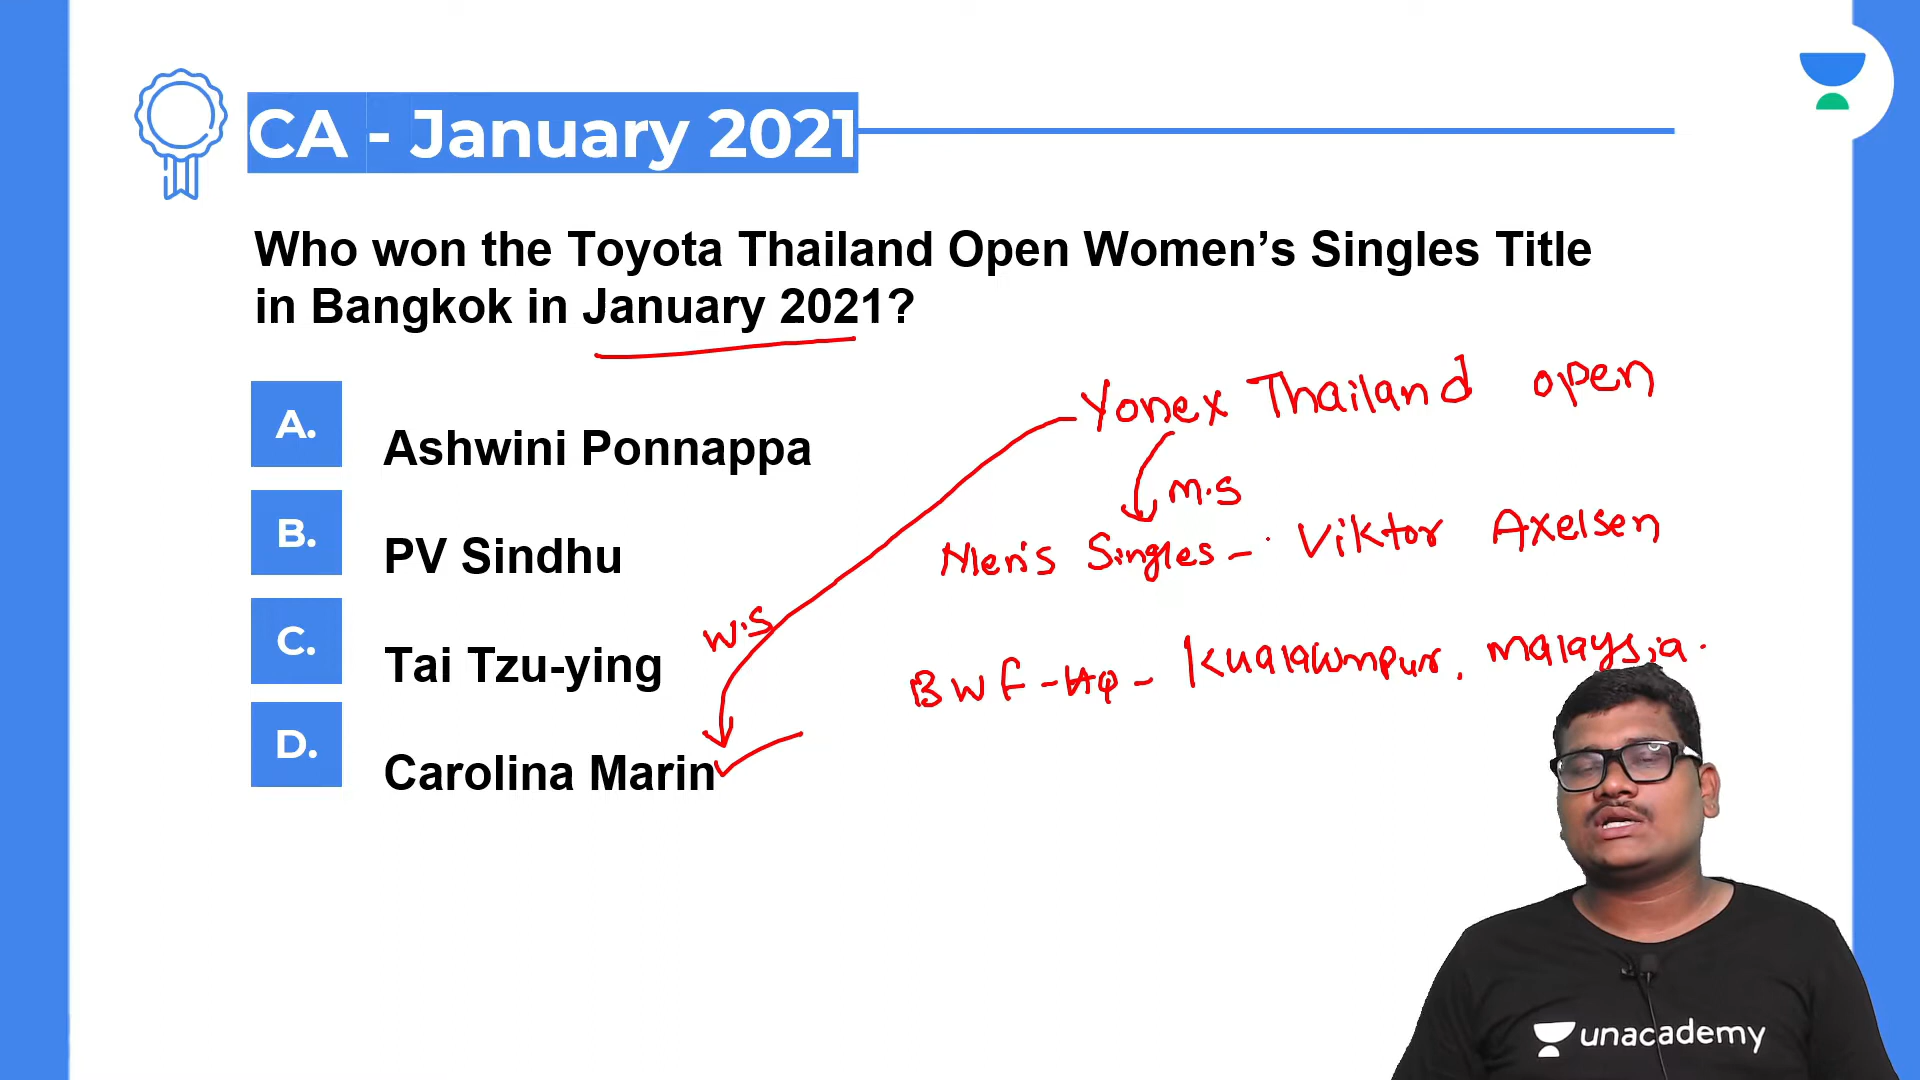 CA - January 2021
Who won the Toyota Thailand Open Women’s Singles Title
in Bangkok in January 2021?
A. Ashwini Ponnappa
B. PV Sindhu
C. Tai Tzu-ying
D. Carolina Marin
Yonex Thailand open
M.S
Men's Singles - Viktor Axelsen
W.S
BWF - HQ - Kualalumpur, Malaysia.
unacademy